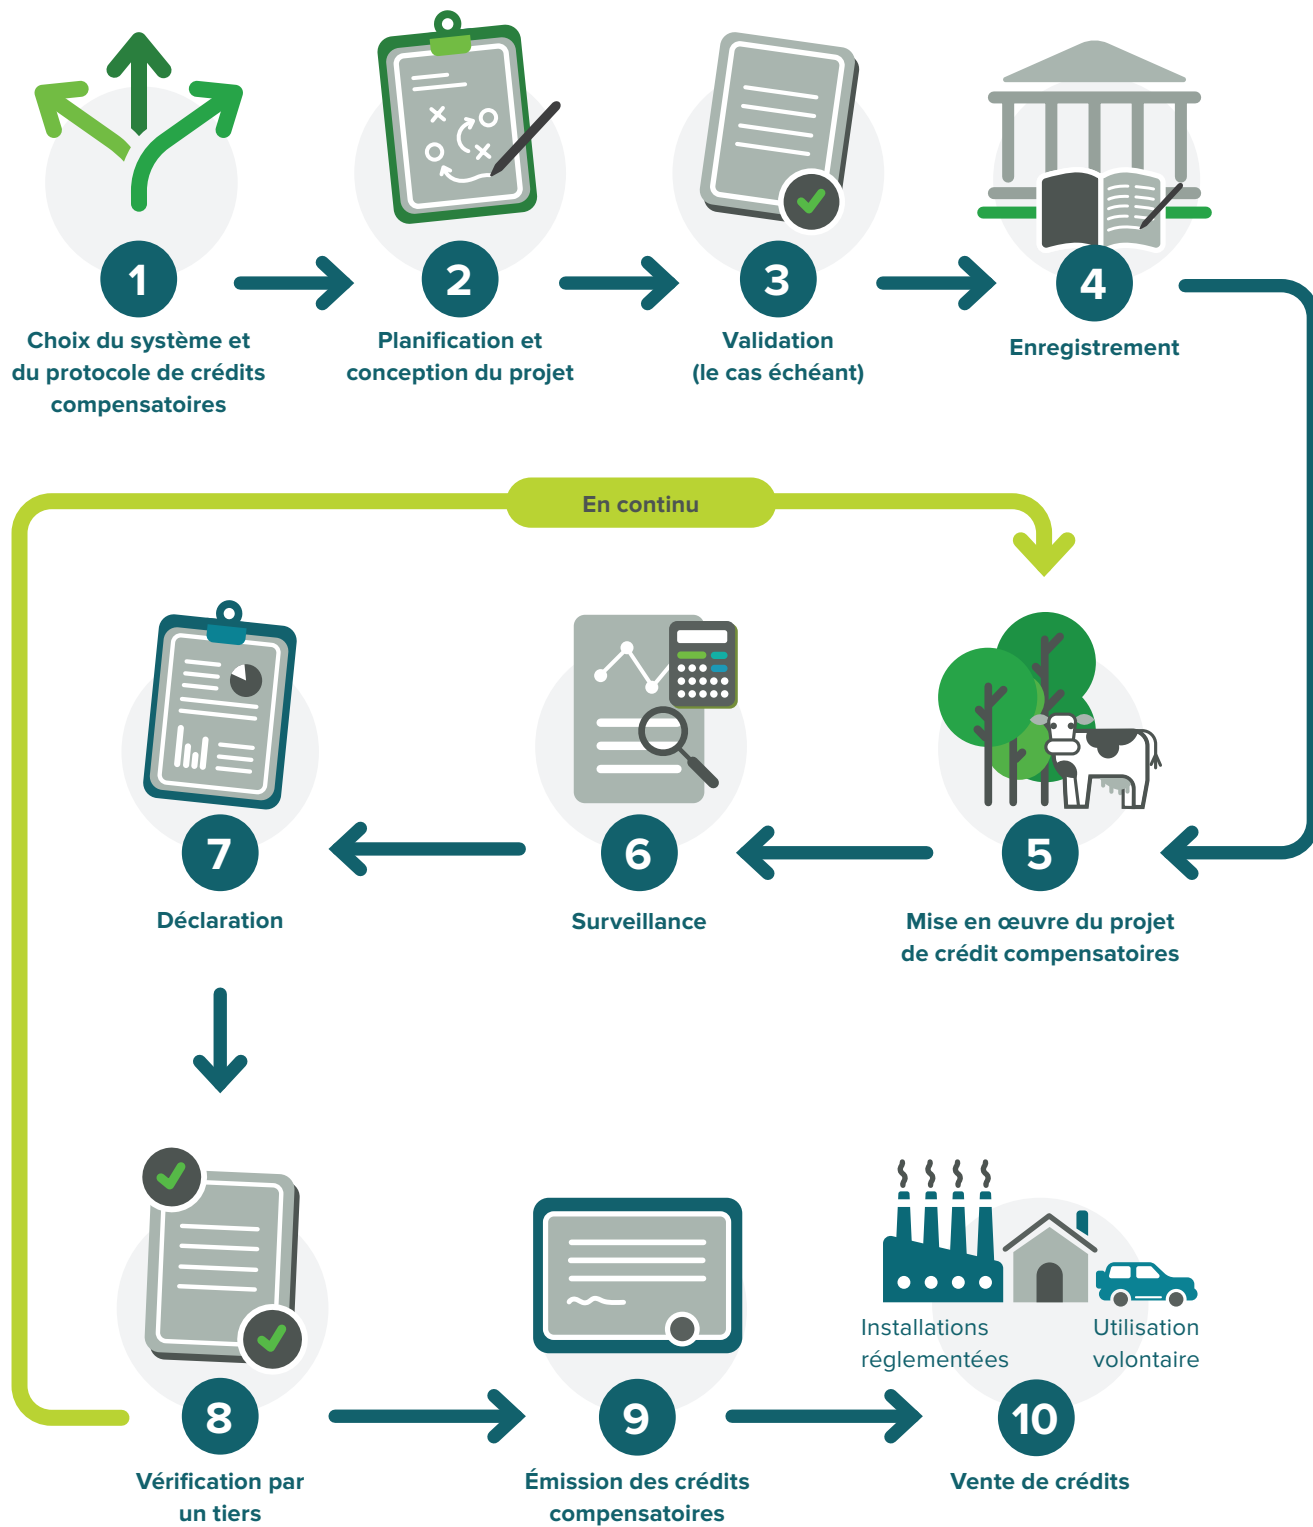 1
Choix du système et
du protocole de crédits
compensatoires
2
Planification et
conception du projet
3
Validation
(le cas échéant)
4
Enregistrement
En continu
5
Mise en œuvre du projet
de crédit compensatoires
6
Surveillance
7
Déclaration
8
Vérification par
un tiers
9
Émission des crédits
compensatoires
Installations
réglementées
Utilisation
volontaire
10
Vente de crédits